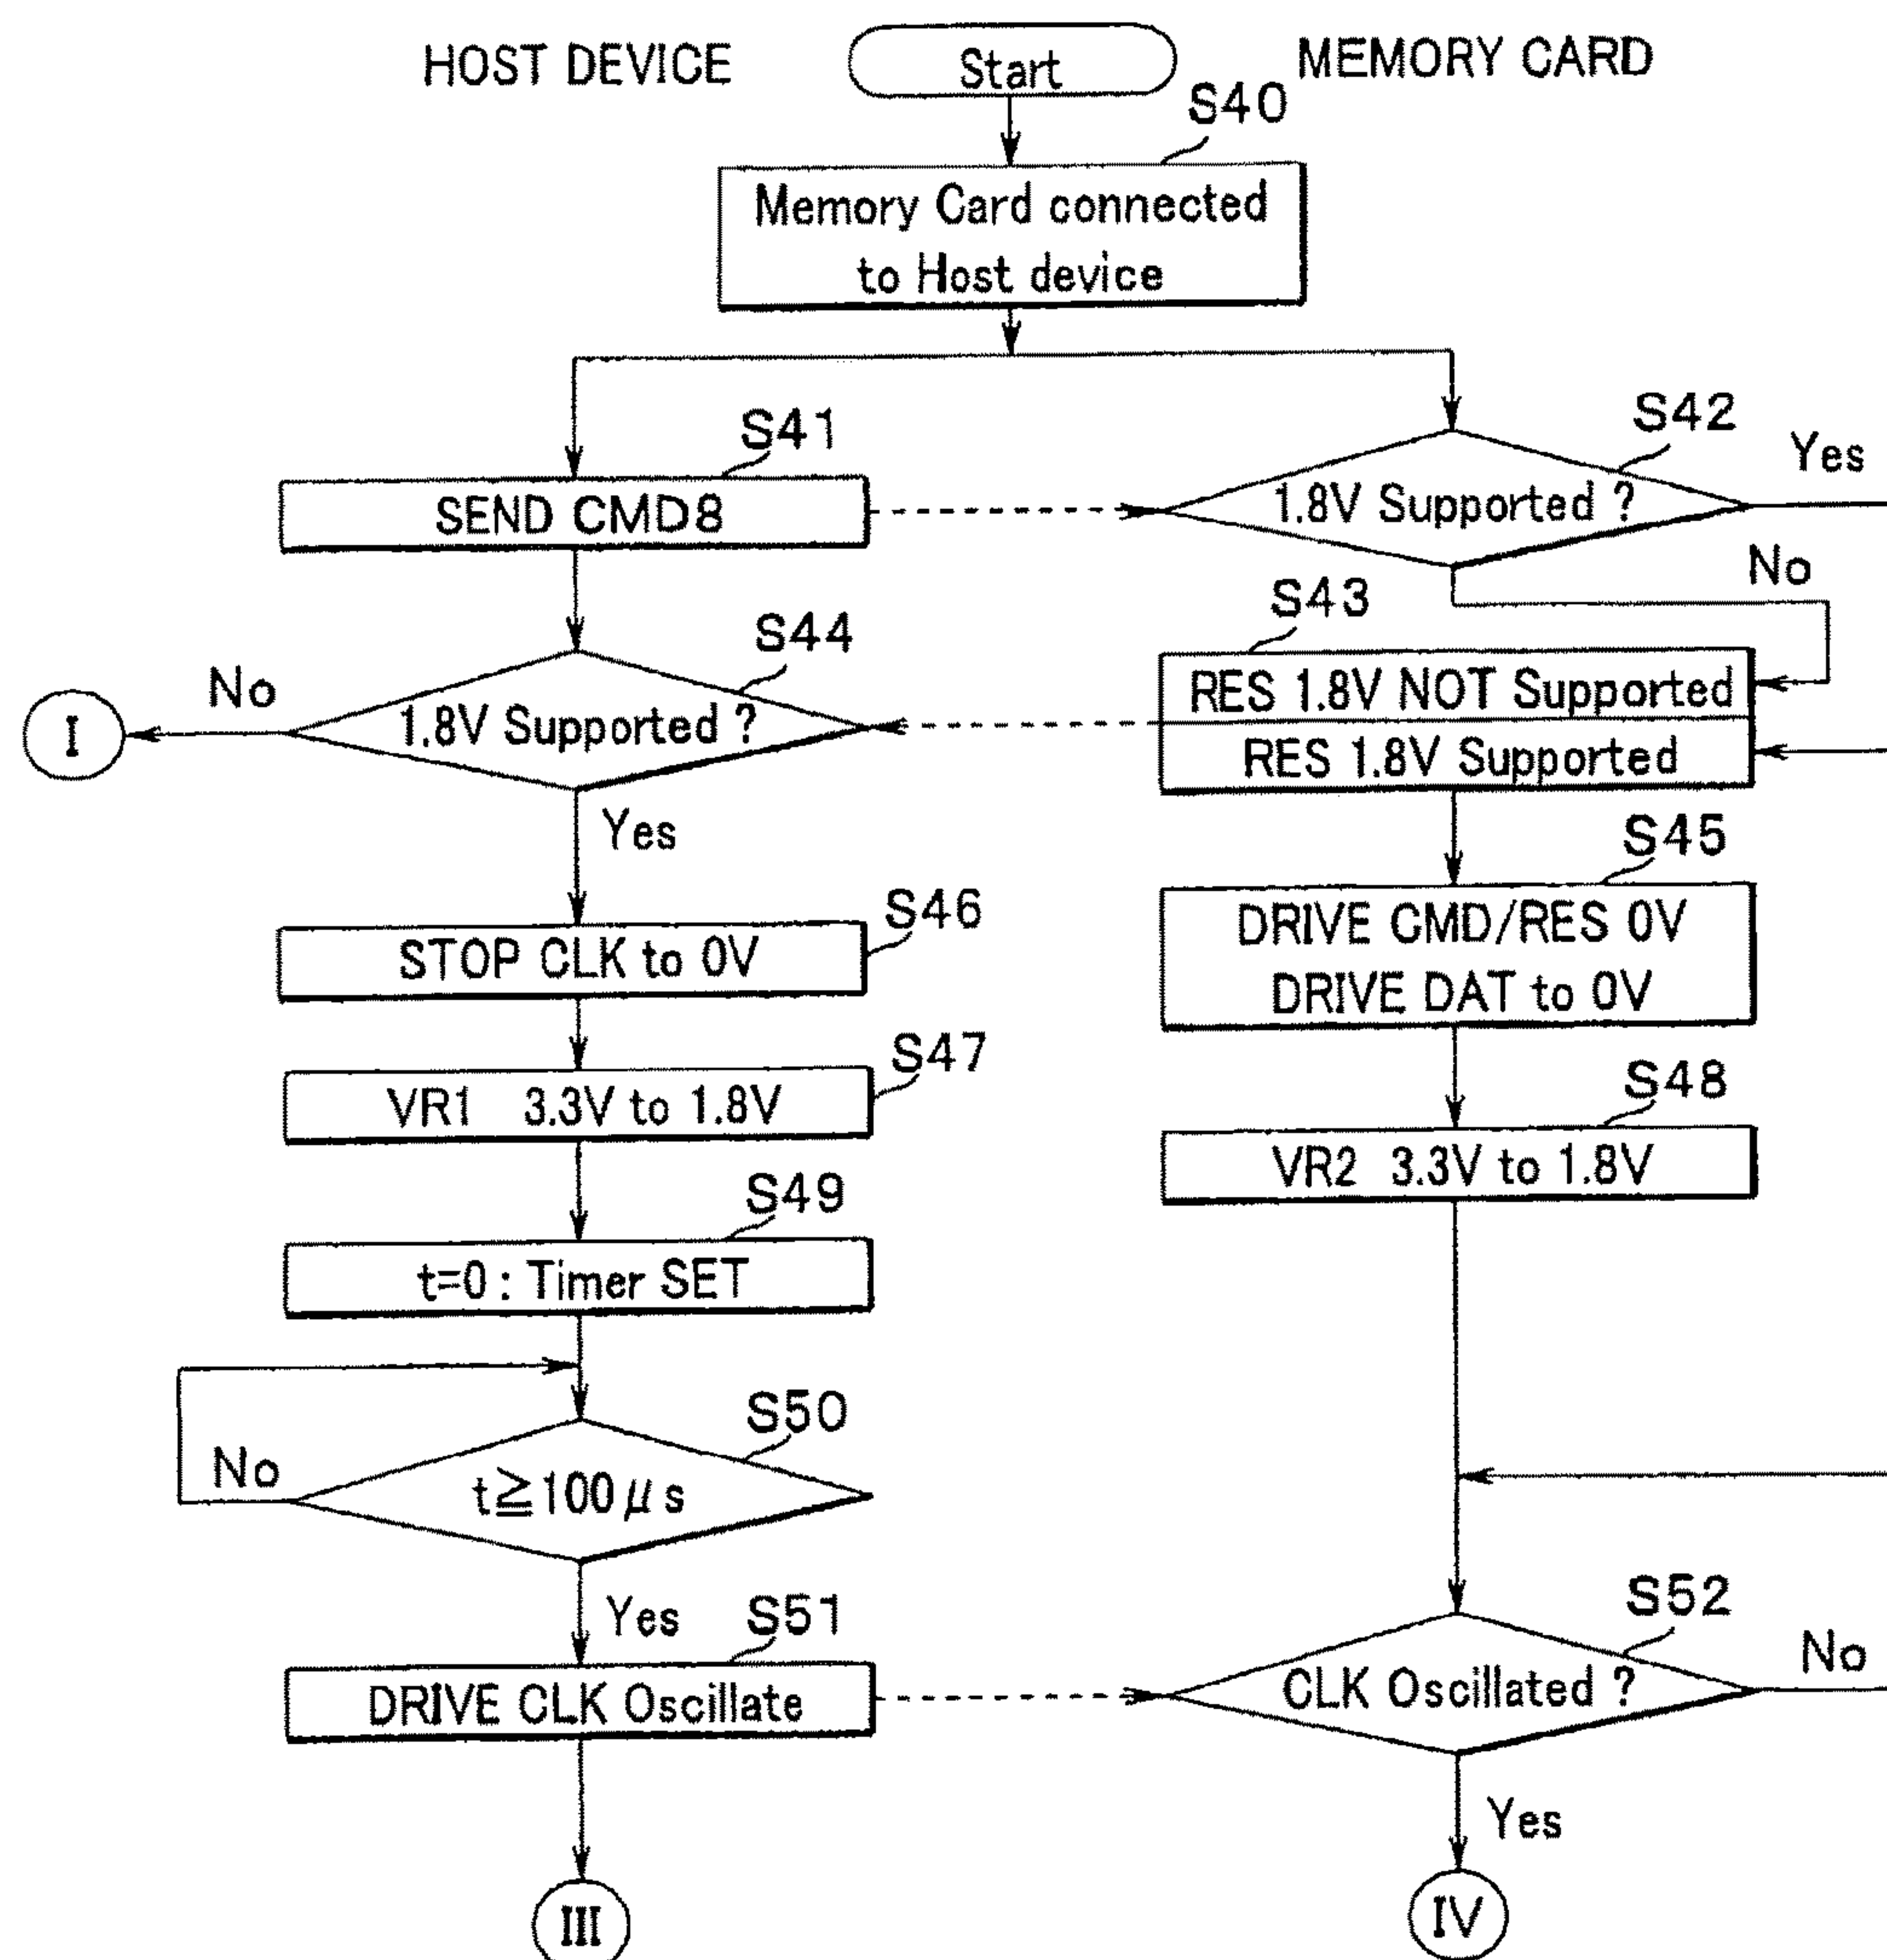 HOST DEVICE
Start
MEMORY CARD
S40
Memory Card connected
to Host device
S41
SEND CMD8
S42
1.8V Supported ?
Yes
No
S43
RES 1.8V NOT Supported
RES 1.8V Supported
S44
1.8V Supported ?
No
I
Yes
S45
DRIVE CMD/RES 0V
DRIVE DAT to 0V
S46
STOP CLK to 0V
S47
VR1 3.3V to 1.8V
S48
VR2 3.3V to 1.8V
S49
t=0 : Timer SET
S50
t≧100μs
No
Yes
S51
DRIVE CLK Oscillate
S52
CLK Oscillated ?
No
Yes
III
IV